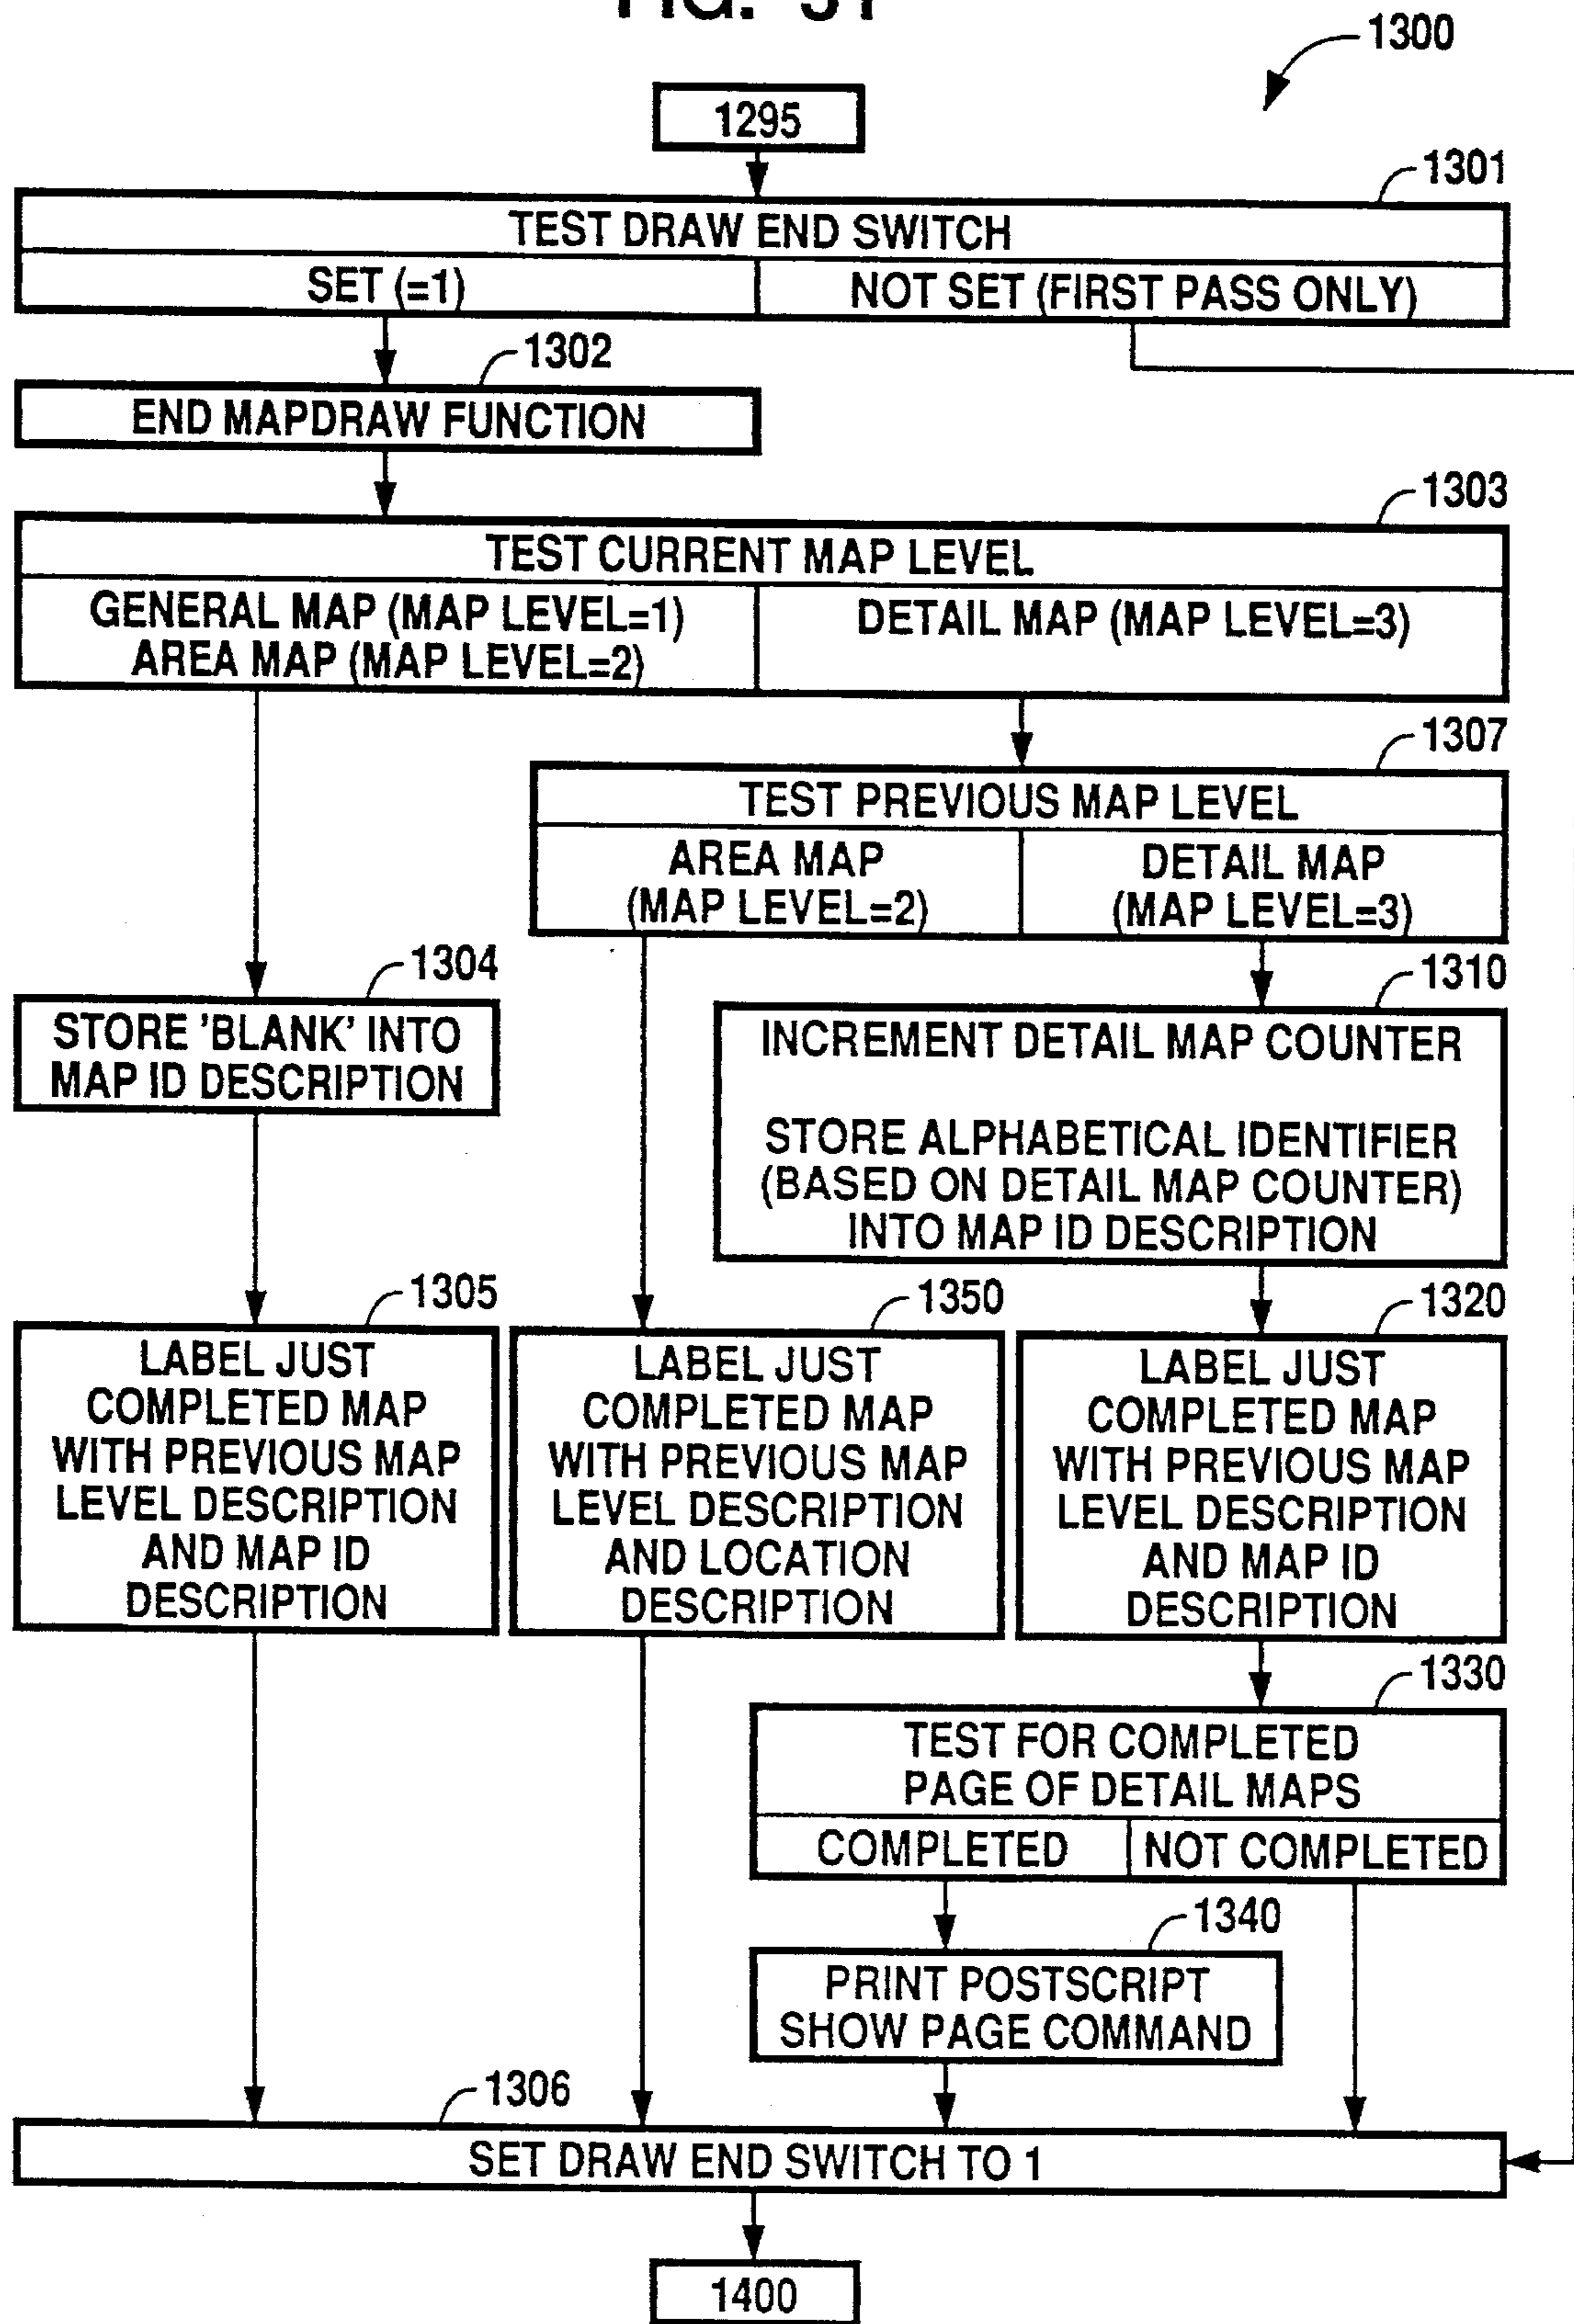 FIG. 31
1300
1295
1301
TEST DRAW END SWITCH
SET (=1)
NOT SET (FIRST PASS ONLY)
1302
END MAPDRAW FUNCTION
1303
TEST CURRENT MAP LEVEL
GENERAL MAP (MAP LEVEL=1)
AREA MAP (MAP LEVEL=2)
DETAIL MAP (MAP LEVEL=3)
1307
TEST PREVIOUS MAP LEVEL
AREA MAP
(MAP LEVEL=2)
DETAIL MAP
(MAP LEVEL=3)
1304
STORE 'BLANK' INTO
MAP ID DESCRIPTION
1310
INCREMENT DETAIL MAP COUNTER
STORE ALPHABETICAL IDENTIFIER
(BASED ON DETAIL MAP COUNTER)
INTO MAP ID DESCRIPTION
1305
LABEL JUST
COMPLETED MAP
WITH PREVIOUS MAP
LEVEL DESCRIPTION
AND MAP ID
DESCRIPTION
1350
LABEL JUST
COMPLETED MAP
WITH PREVIOUS MAP
LEVEL DESCRIPTION
AND LOCATION
DESCRIPTION
1320
LABEL JUST
COMPLETED MAP
WITH PREVIOUS MAP
LEVEL DESCRIPTION
AND MAP ID
DESCRIPTION
1330
TEST FOR COMPLETED
PAGE OF DETAIL MAPS
COMPLETED
NOT COMPLETED
1340
PRINT POSTSCRIPT
SHOW PAGE COMMAND
1306
SET DRAW END SWITCH TO 1
1400